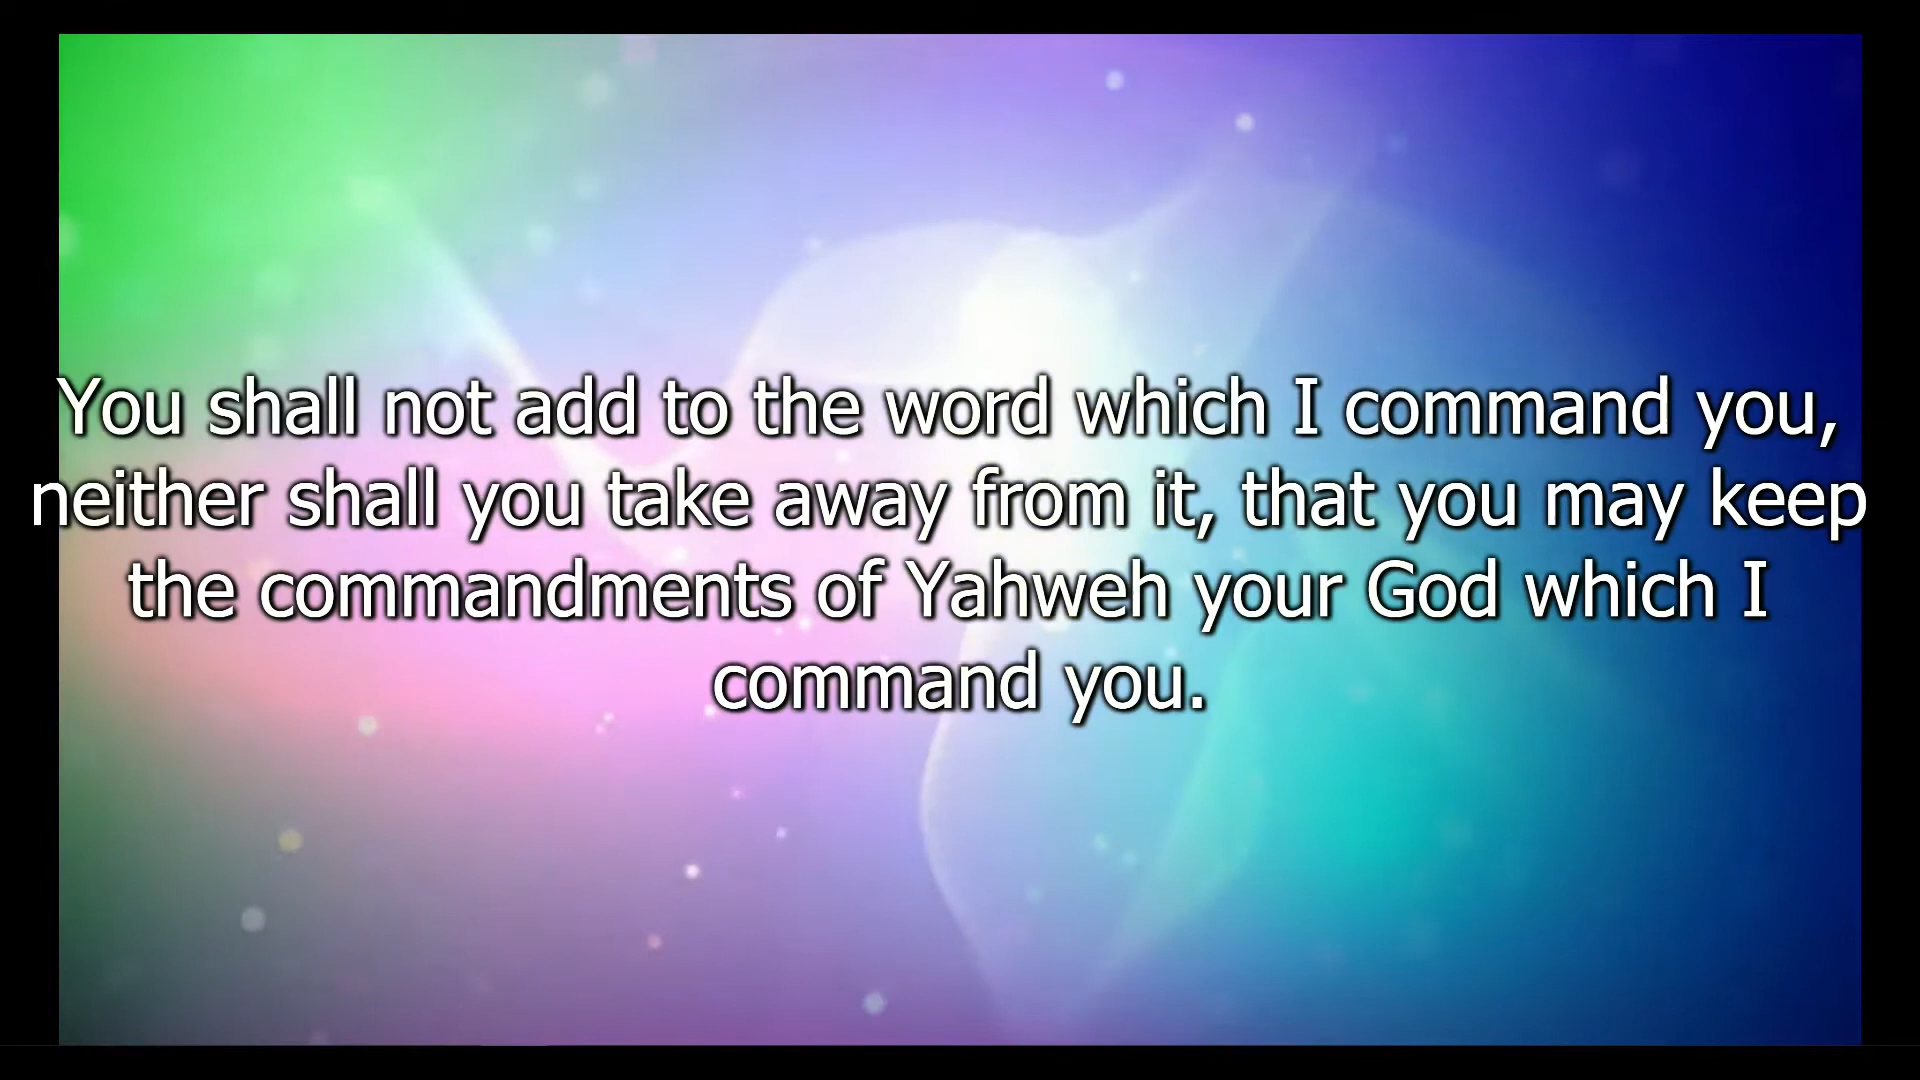 You shall not add to the word which I command you,
neither shall you take away from it, that you may keep
the commandments of Yahweh your God which I
command you.